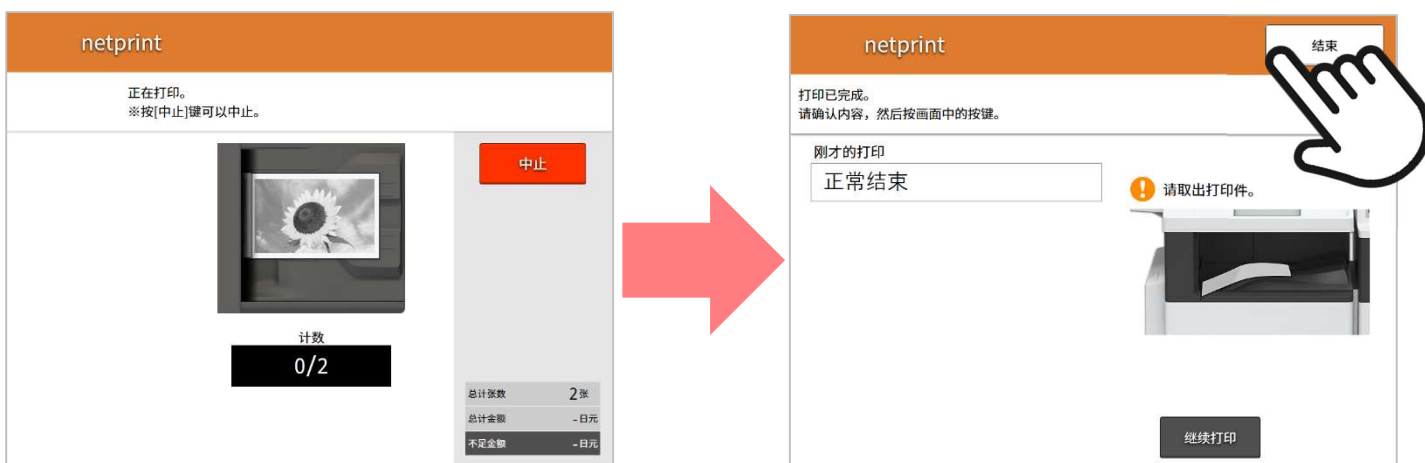 netprint
正在打印。
※按[中止]键可以中止。
中止
计数
0/2
总计张数 2张
总计金额 -日元
不足金额 -日元
netprint
结束
打印已完成。
请确认内容，然后按画面中的按键。
刚才的打印
正常结束
请取出打印件。
继续打印